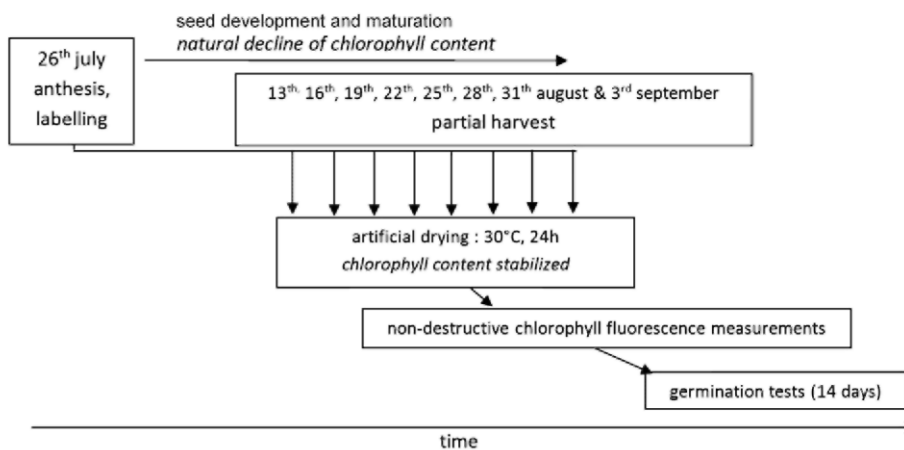 seed development and maturation
natural decline of chlorophyll content
26th july
anthesis,
labelling
13th, 16th, 19th, 22th, 25th, 28th, 31th august & 3rd september
partial harvest
artificial drying : 30°C, 24h
chlorophyll content stabilized
non-destructive chlorophyll fluorescence measurements
germination tests (14 days)
time